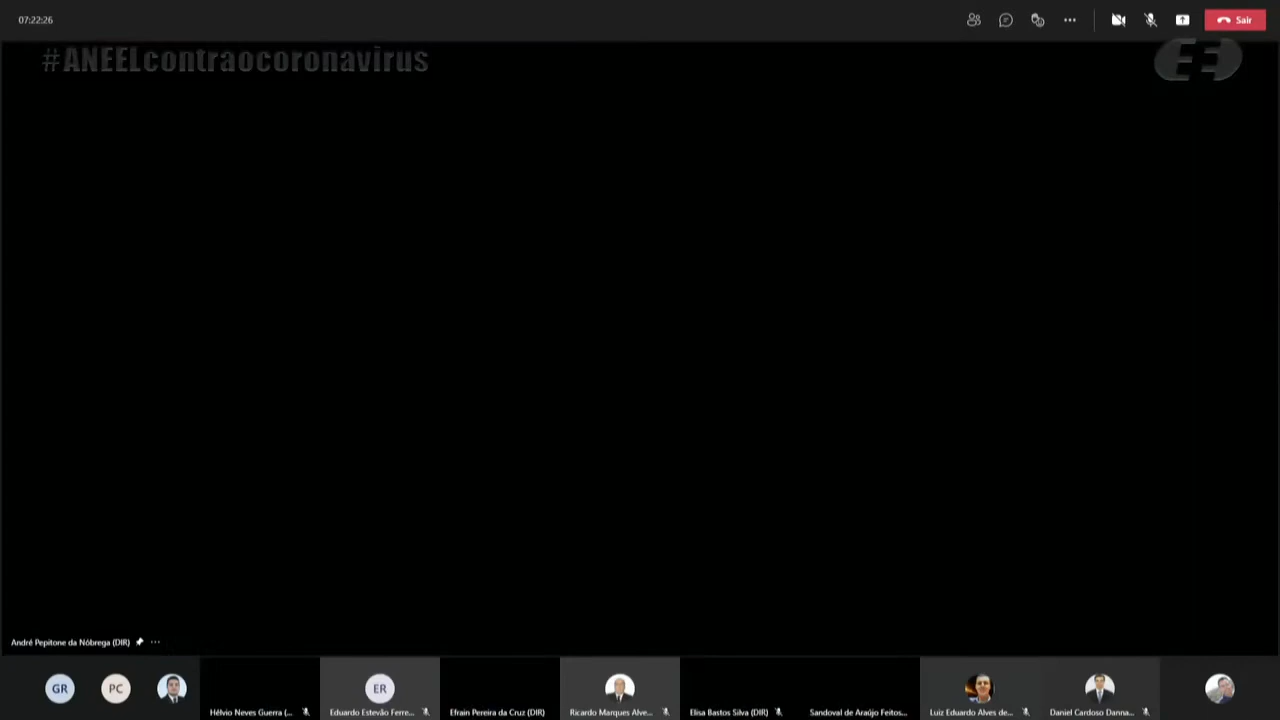 07:22:26
Sair
#ANEELcontraocoronavirus
André Pepitone da Nóbrega (DIR)
GR
PC
ER
Hélvio Neves Guerra (...
Eduardo Estevão Ferre...
Efrain Pereira da Cruz (DIR)
Ricardo Marques Alve...
Elisa Bastos Silva (DIR)
Sandoval de Araújo Feitos...
Luiz Eduardo Alves de...
Daniel Cardoso Danna...